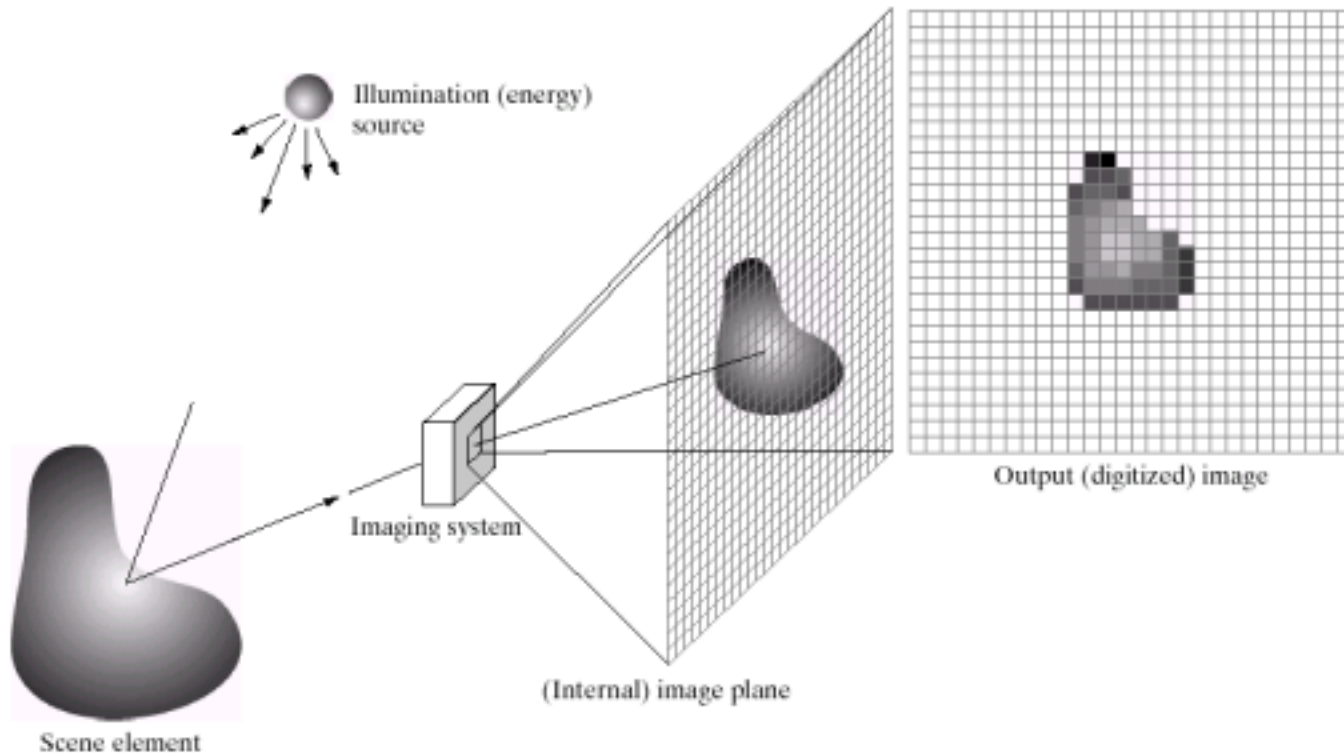 Illumination (energy)
source
Output (digitized) image
Imaging system
(Internal) image plane
Scene element